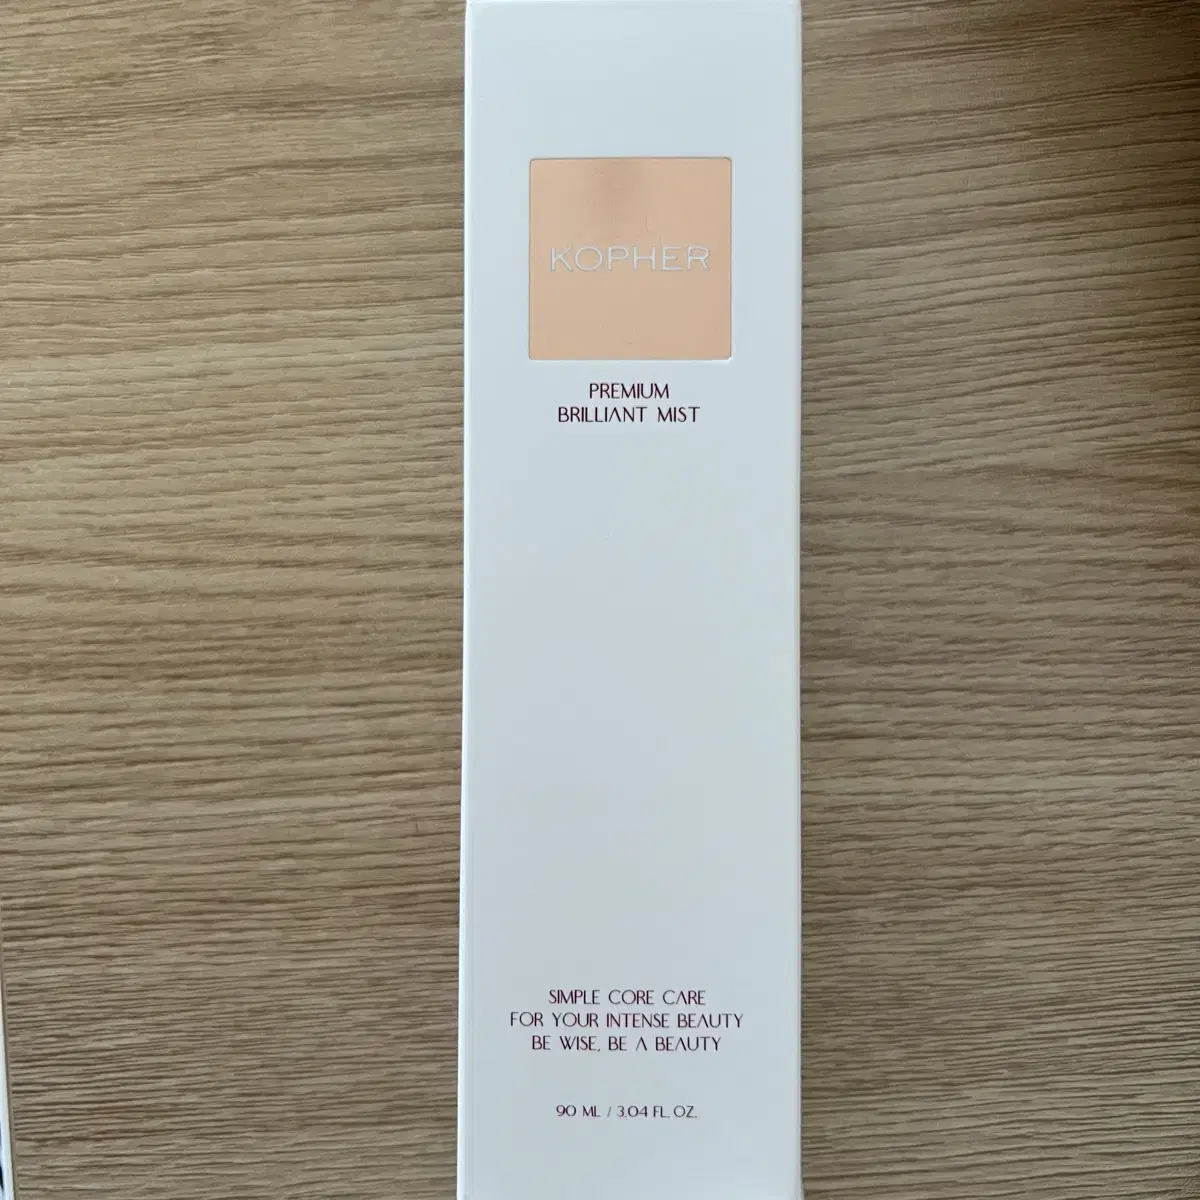 KOPHER
PREMIUM
BRILLIANT MIST
SIMPLE CORE CARE
FOR YOUR INTENSE BEAUTY
BE WISE, BE A BEAUTY
90 ML / 3.04 FL. OZ.